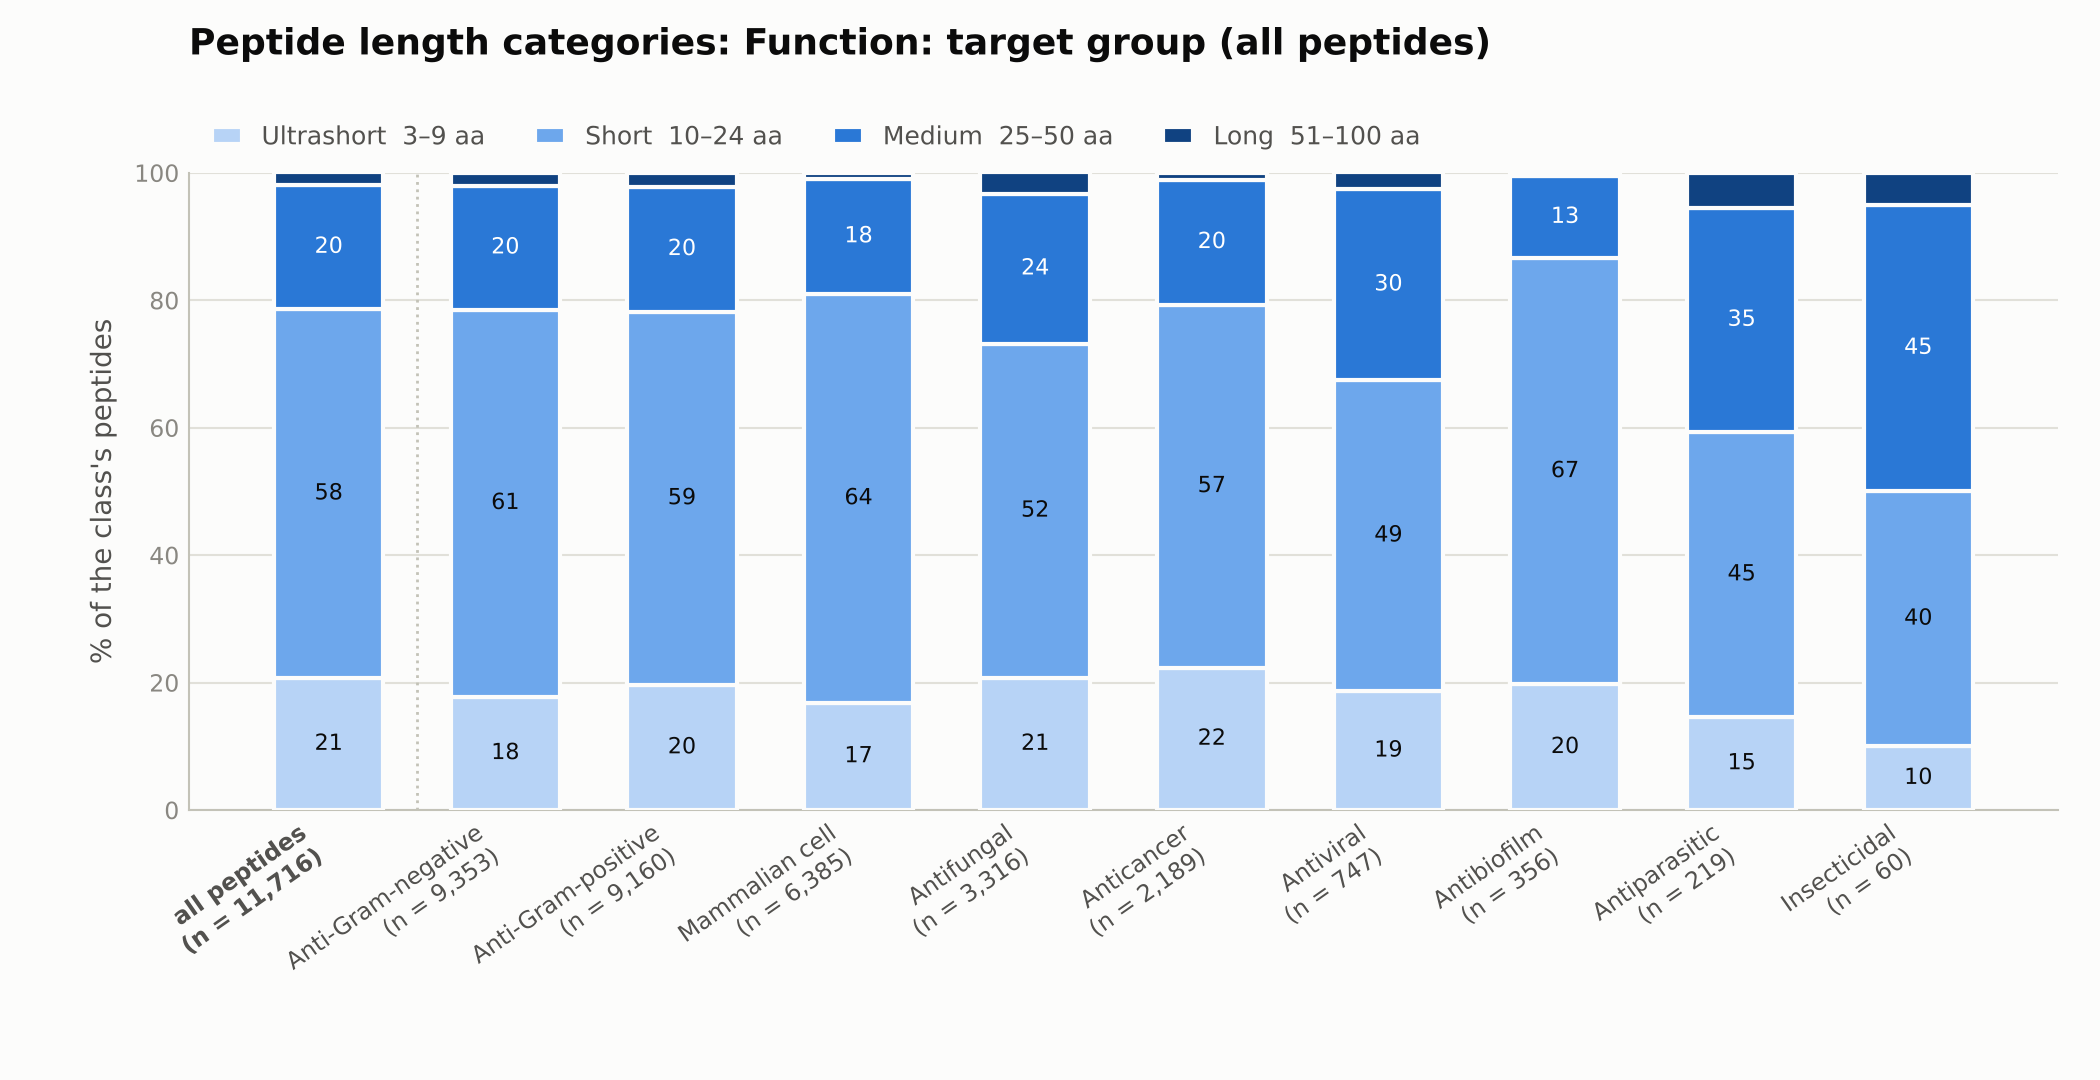 Peptide length categories: Function: target group (all peptides)
Ultrashort  3–9 aa
Short  10–24 aa
Medium  25–50 aa
Long  51–100 aa
% of the class's peptides
100
80
60
40
20
0
20
58
21
20
61
18
20
59
20
18
64
17
24
52
21
20
57
22
30
49
19
13
67
20
35
45
15
45
40
10
all peptides
(n = 11,716)
Anti-Gram-negative
(n = 9,353)
Anti-Gram-positive
(n = 9,160)
Mammalian cell
(n = 6,385)
Antifungal
(n = 3,316)
Anticancer
(n = 2,189)
Antiviral
(n = 747)
Antibiofilm
(n = 356)
Antiparasitic
(n = 219)
Insecticidal
(n = 60)